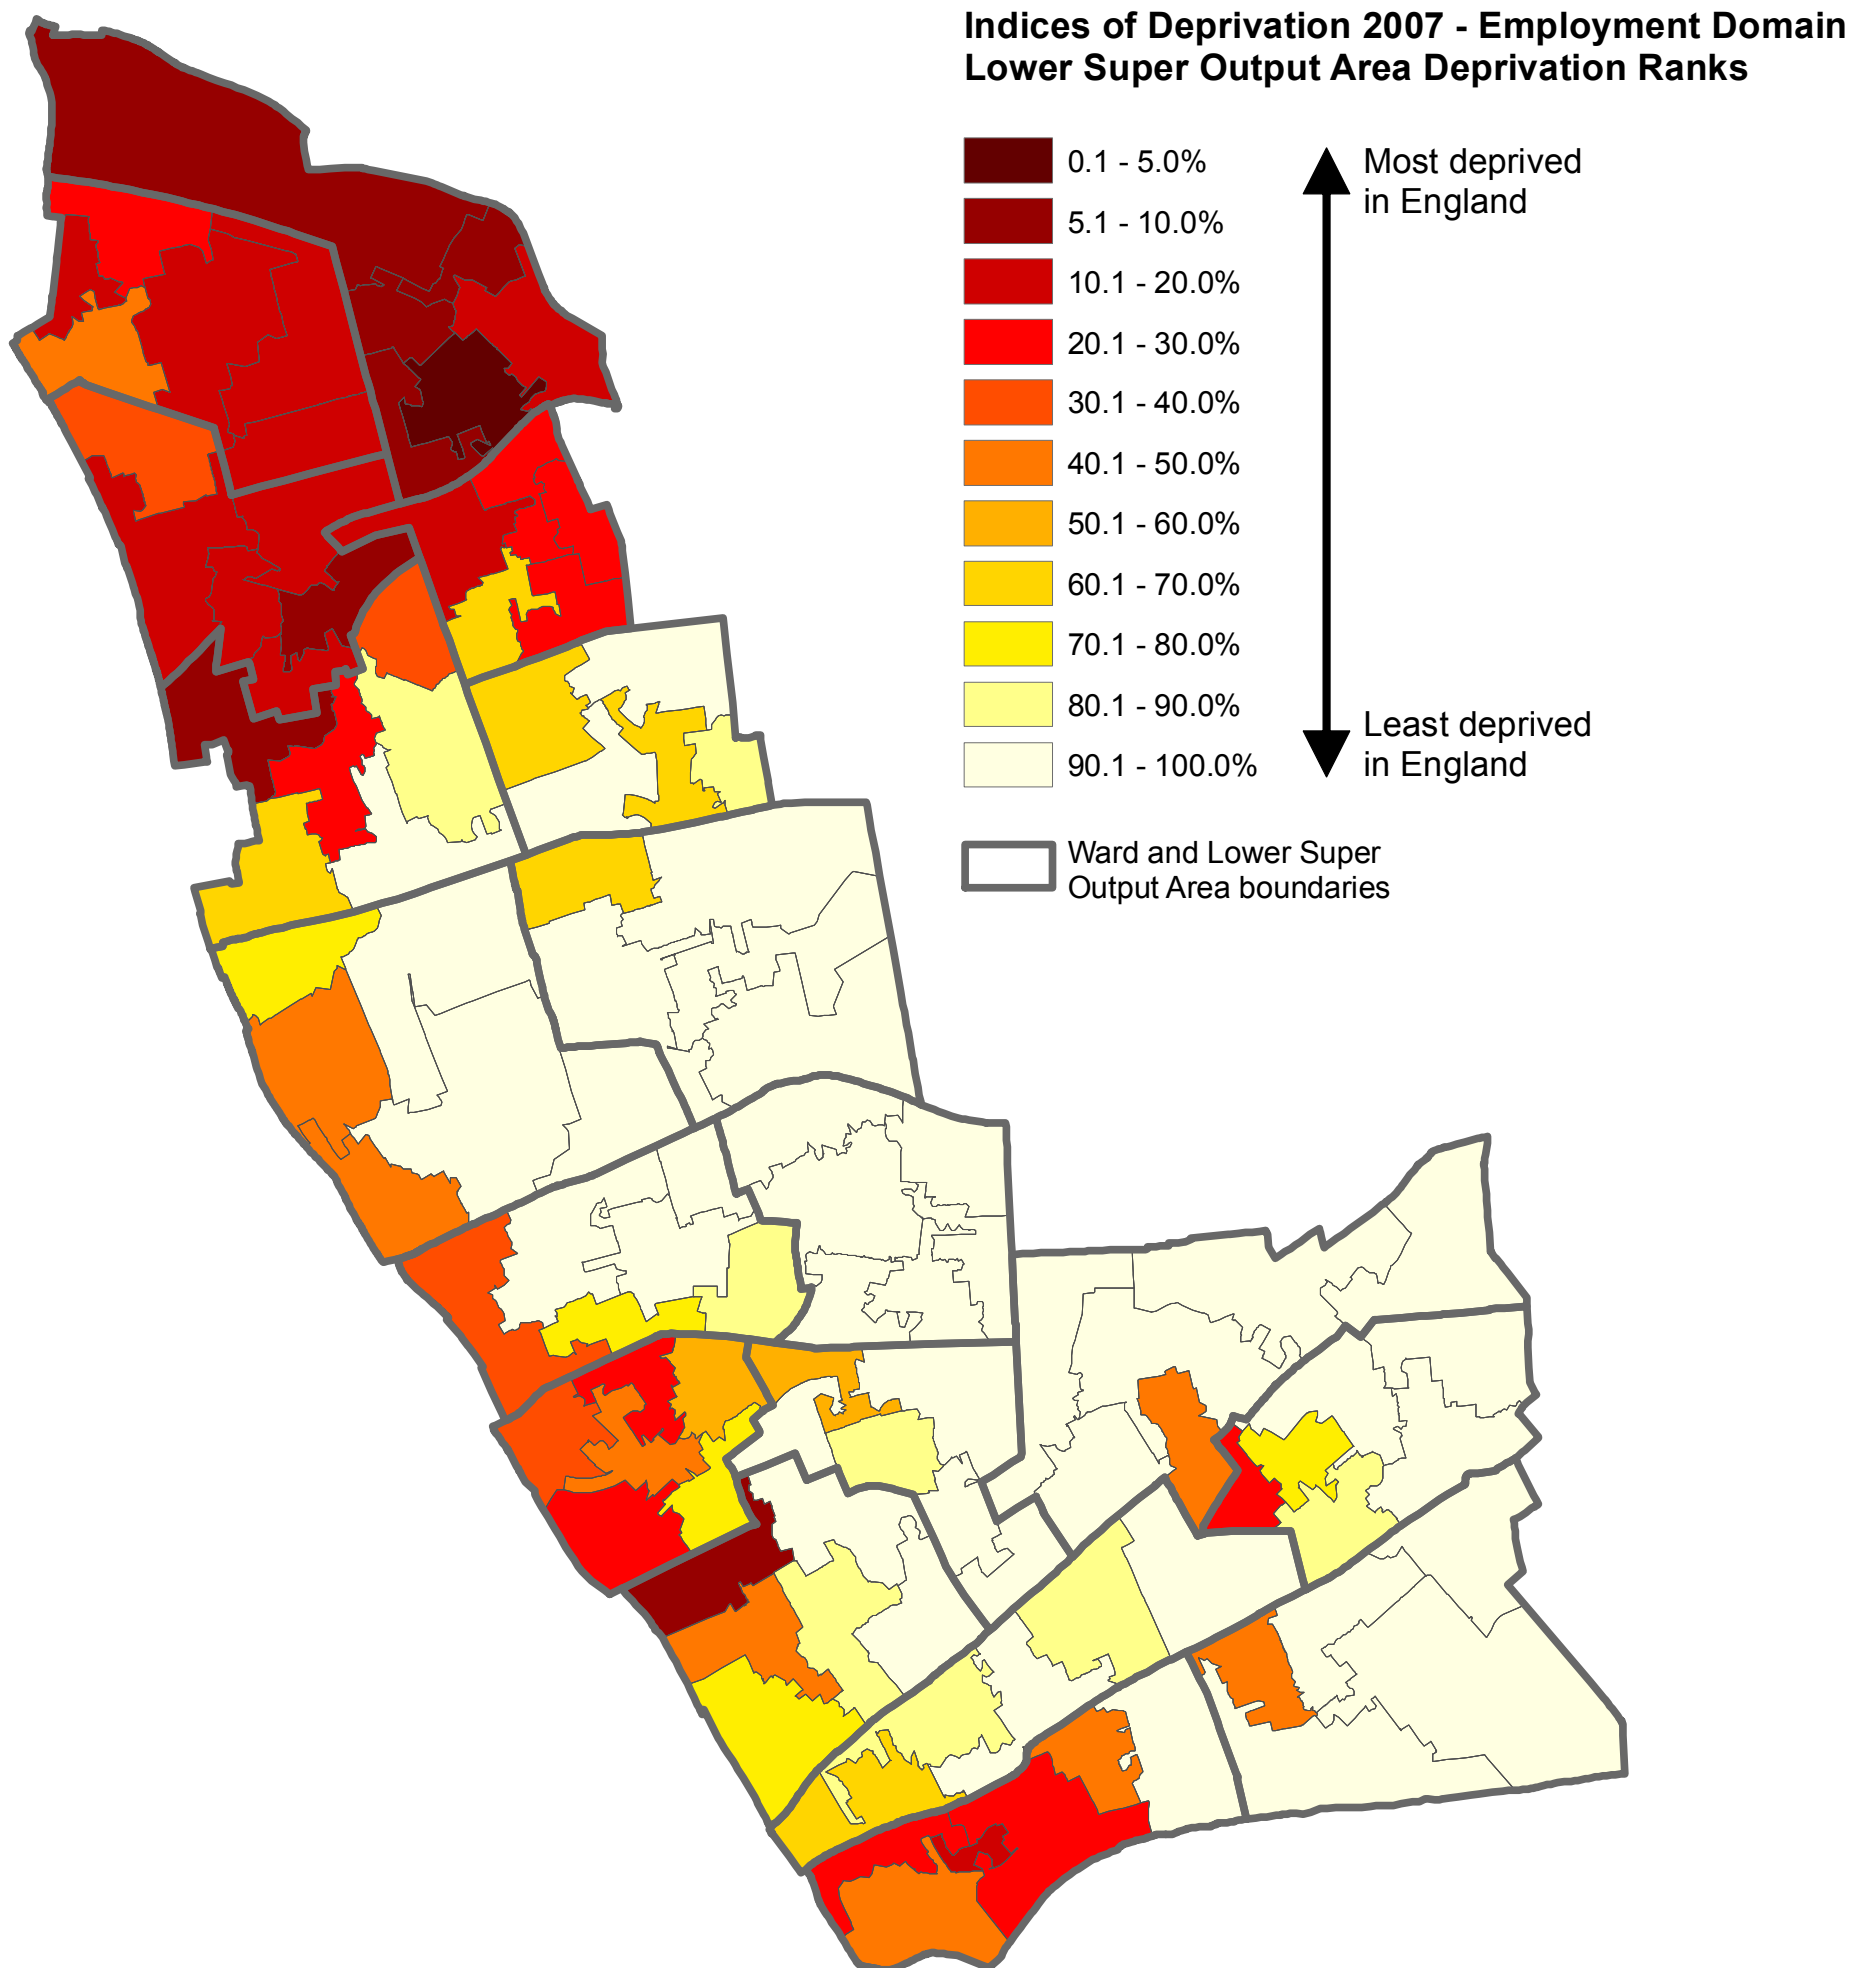 Indices of Deprivation 2007 - Employment Domain
Lower Super Output Area Deprivation Ranks
0.1 - 5.0%
5.1 - 10.0%
10.1 - 20.0%
20.1 - 30.0%
30.1 - 40.0%
40.1 - 50.0%
50.1 - 60.0%
60.1 - 70.0%
70.1 - 80.0%
80.1 - 90.0%
90.1 - 100.0%
Most deprived
in England
Least deprived
in England
Ward and Lower Super
Output Area boundaries